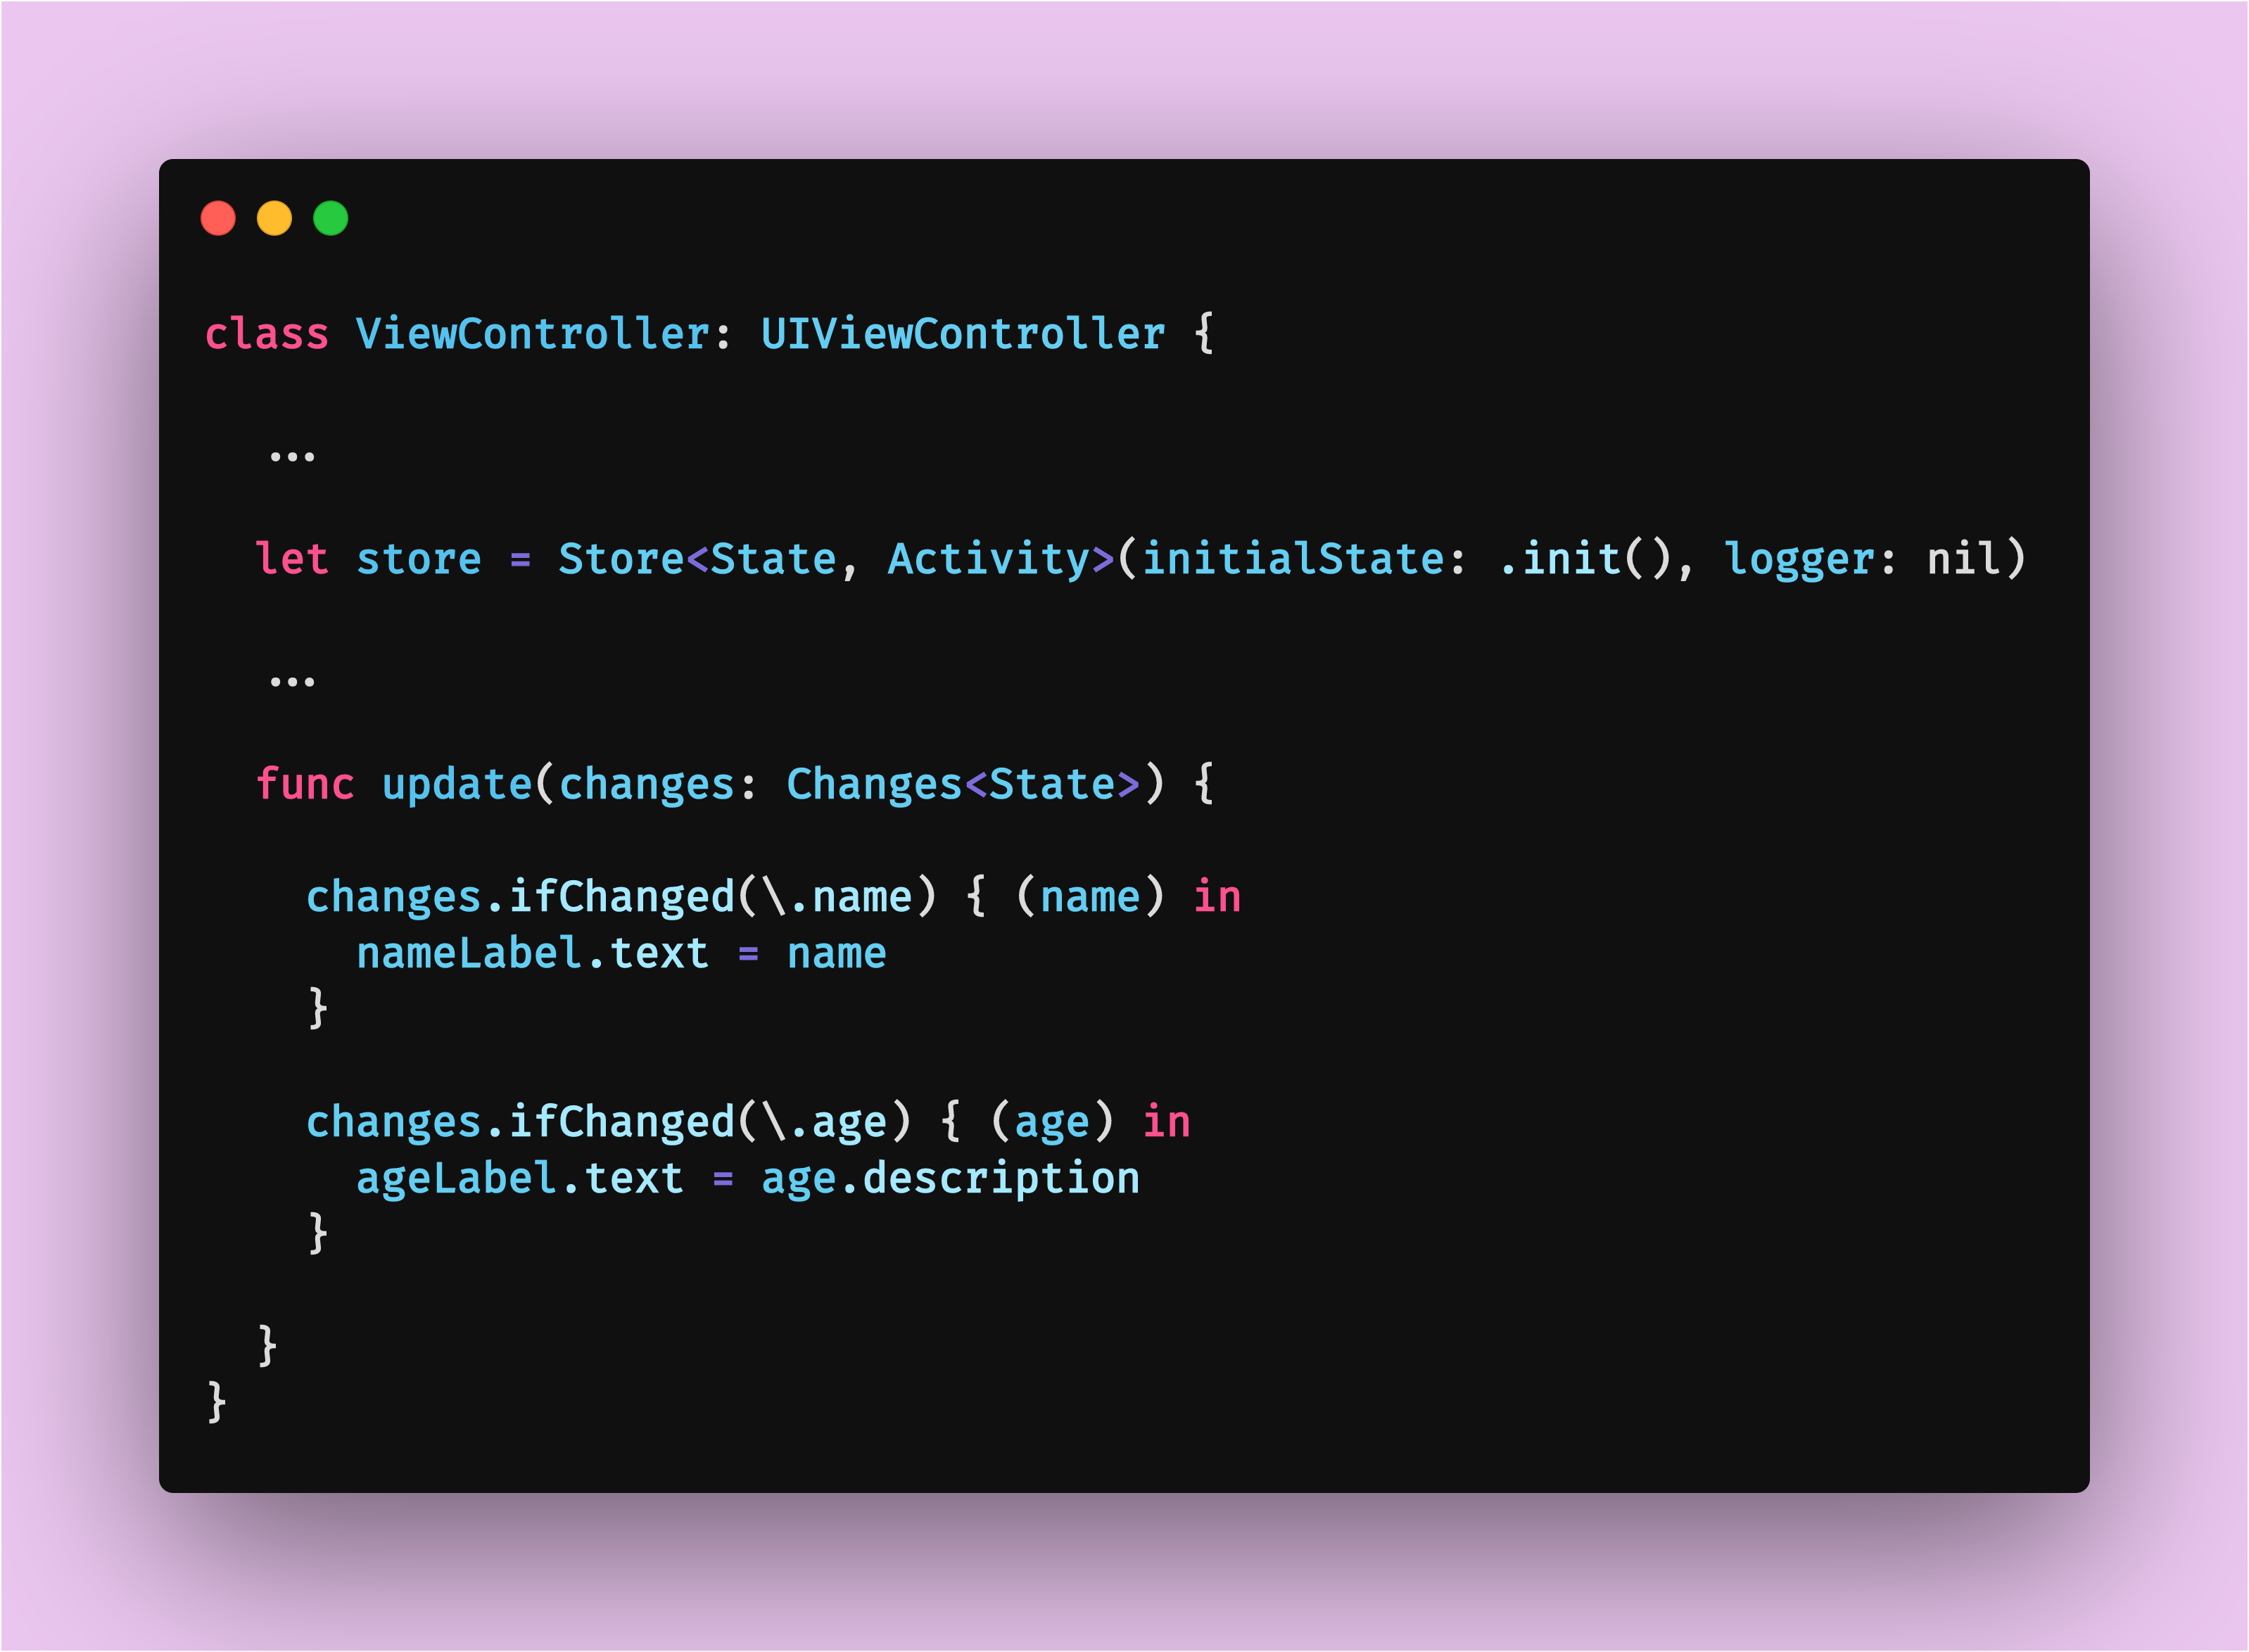 class ViewController: UIViewController {
...
let store = Store<State, Activity>(initialState: .init(), logger: nil)
...
func update(changes: Changes<State>) {
changes.ifChanged(\.name) { (name) in
nameLabel.text = name
}
changes.ifChanged(\.age) { (age) in
ageLabel.text = age.description
}
}
}